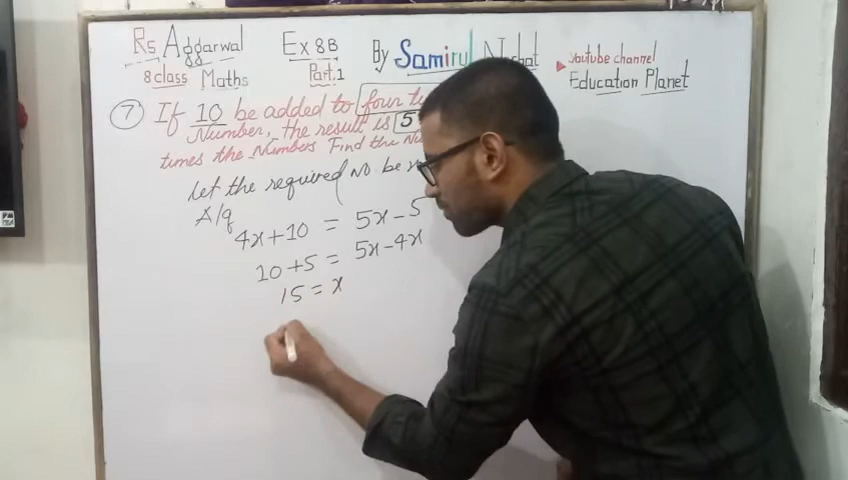 Rs Aggarwal Ex 8B By Samirul
8 class Maths Part.1
Youtube channel
Education Planet
7 If 10 be added to four
Number, the result is 5
times the Numbers Find the
let the required no. be
A/q
4x+10 = 5x-5
10+5 = 5x-4x
15 = x